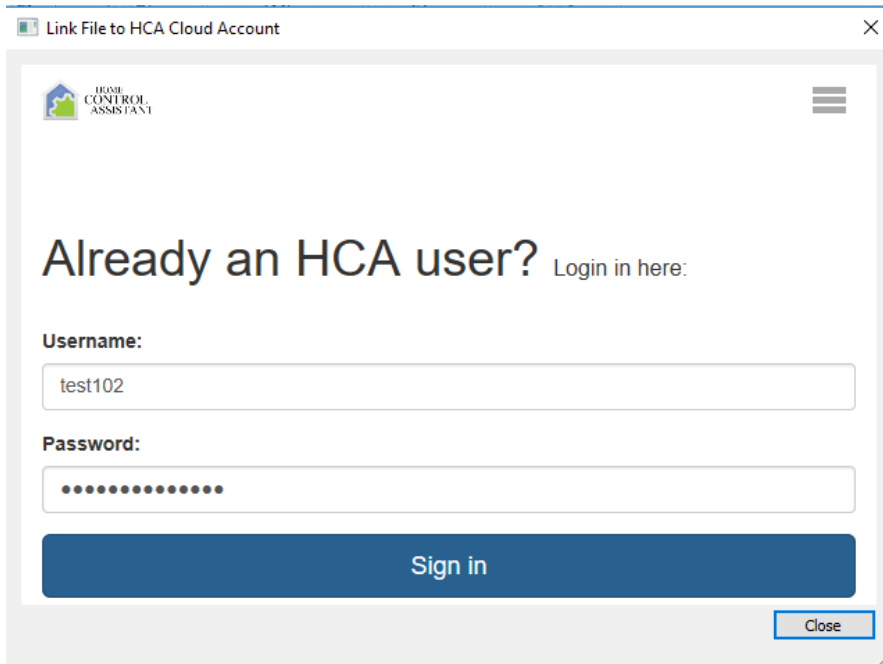 Link File to HCA Cloud Account
HOME
CONTROL
ASSISTANT
Already an HCA user? Login in here:
Username:
test102
Password:
••••••••••••••
Sign in
Close